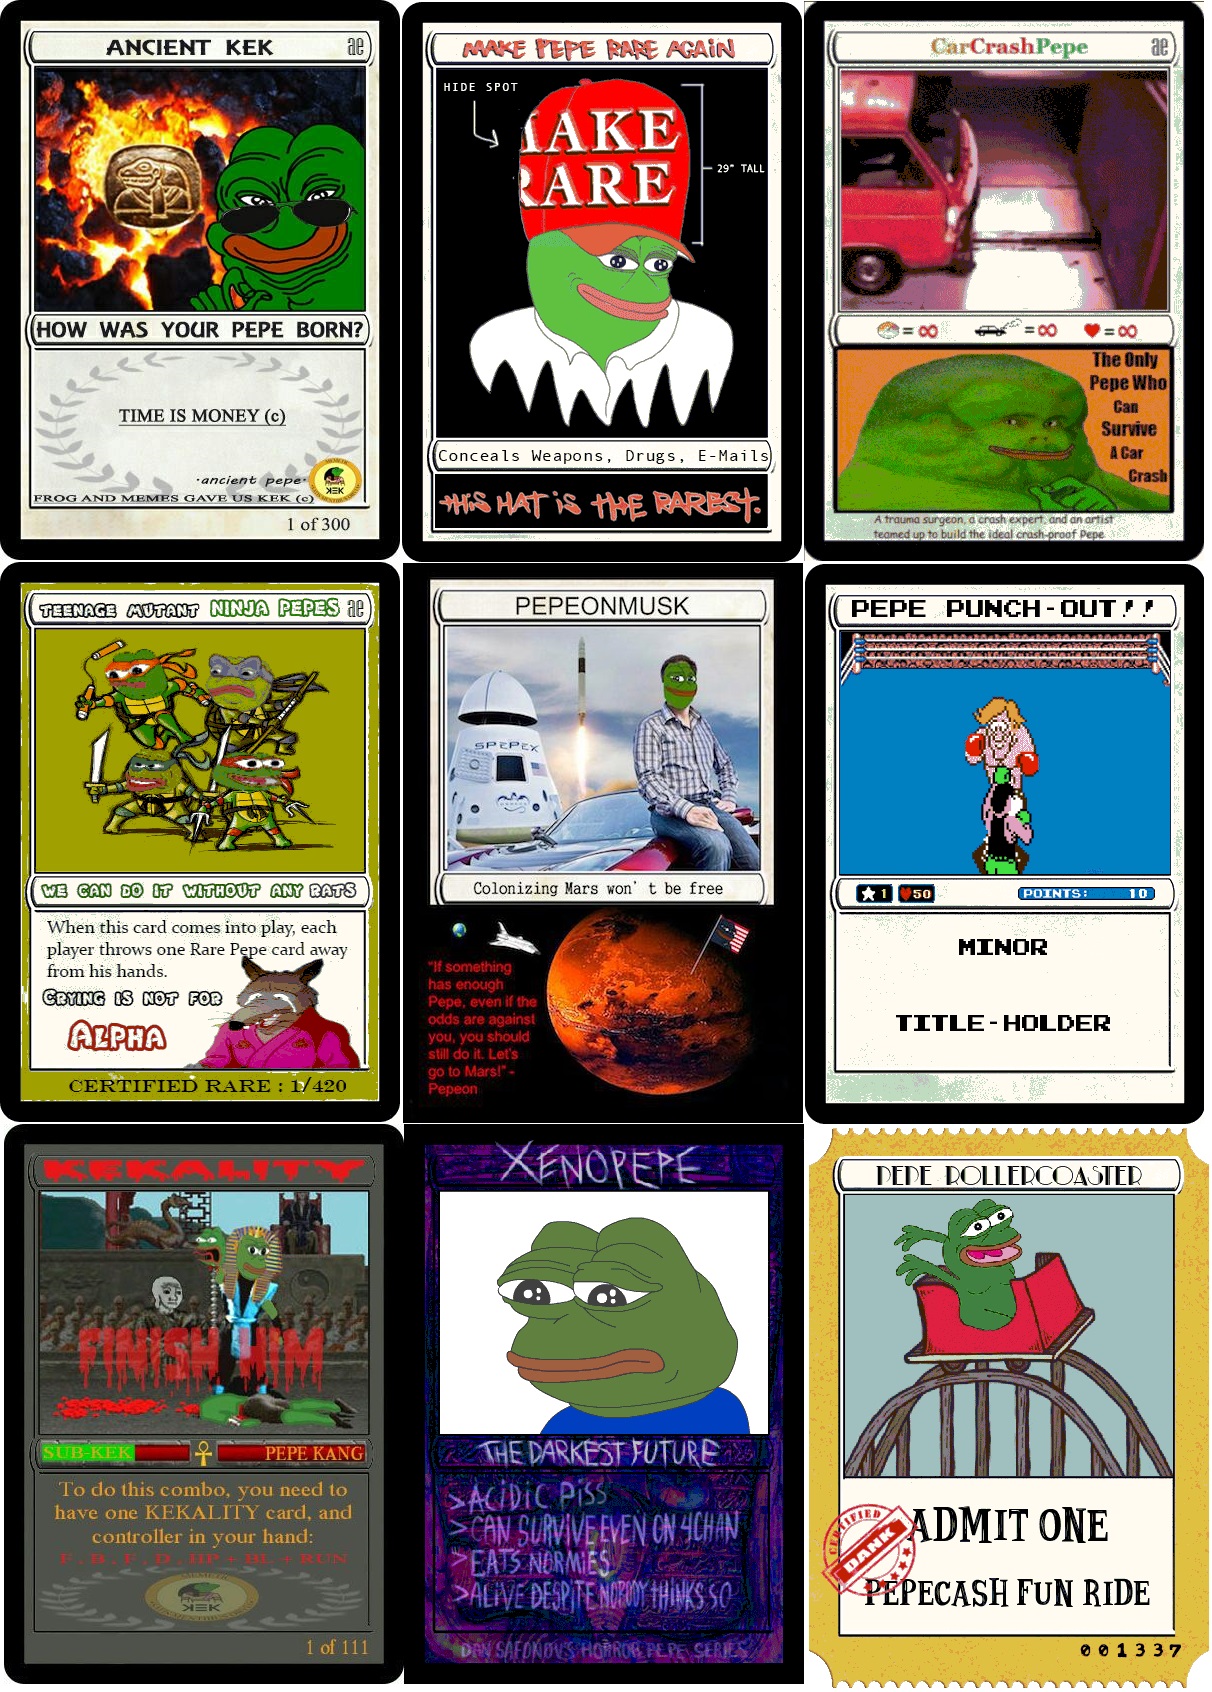 ANCIENT KEK ae
HOW WAS YOUR PEPE BORN?
TIME IS MONEY (c)
·ancient pepe·
KEK
FROG AND MEMES GAVE US KEK (c)
1 of 300
MAKE PEPE RARE AGAIN
HIDE SPOT
MAKE
RARE
29" TALL
Conceals Weapons, Drugs, E-Mails
THIS HAT IS THE RAREST.
CarCrashPepe ae
= ∞ = ∞ = ∞
The Only
Pepe Who
Can
Survive
A Car
Crash
A trauma surgeon, a crash expert, and an artist
teamed up to build the ideal crash-proof Pepe
TEENAGE MUTANT NINJA PEPES ae
WE CAN DO IT WITHOUT ANY RATS
When this card comes into play, each
player throws one Rare Pepe card away
from his hands.
CRYING IS NOT FOR
ALPHA
CERTIFIED RARE : 1/420
PEPEONMUSK
SPEPEX
Colonizing Mars won't be free
"If something
has enough
Pepe, even if the
odds are against
you, you should
still do it. Let's
go to Mars!" -
Pepeon
PEPE PUNCH-OUT!!
1 50 POINTS: 10
MINOR
TITLE-HOLDER
KEKALITY
FINISH HIM
SUB-KEK PEPE KANG
To do this combo, you need to
have one KEKALITY card, and
controller in your hand:
F , B , F , D , HP + BL + RUN
KEK
1 of 111
XENOPEPE
THE DARKEST FUTURE
>ACIDIC PISS
>CAN SURVIVE EVEN ON 4CHAN
>EATS NORMIES
>ALIVE DESPITE NOBODY THINKS SO
DAN SAFONOV'S HORROR PEPE SERIES
PEPE ROLLERCOASTER
ADMIT ONE
CERTIFIED
DANK
PEPECASH FUN RIDE
001337